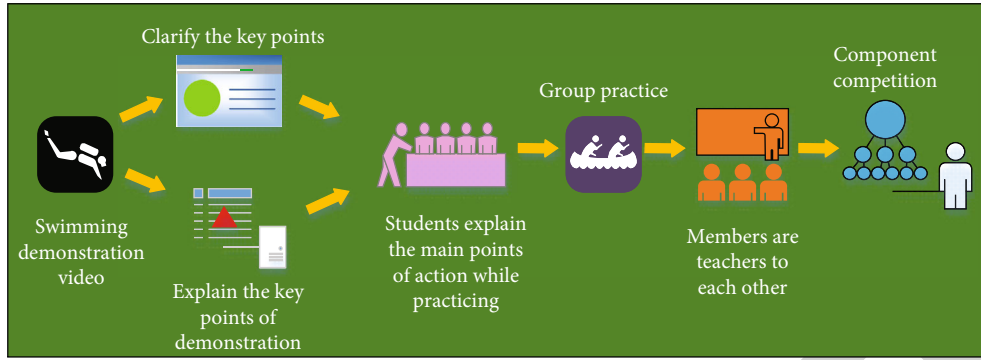 Clarify the key points
Swimming
demonstration
video
Explain the key
points of
demonstration
Students explain
the main points
of action while
practicing
Group practice
Members are
teachers to
each other
Component
competition